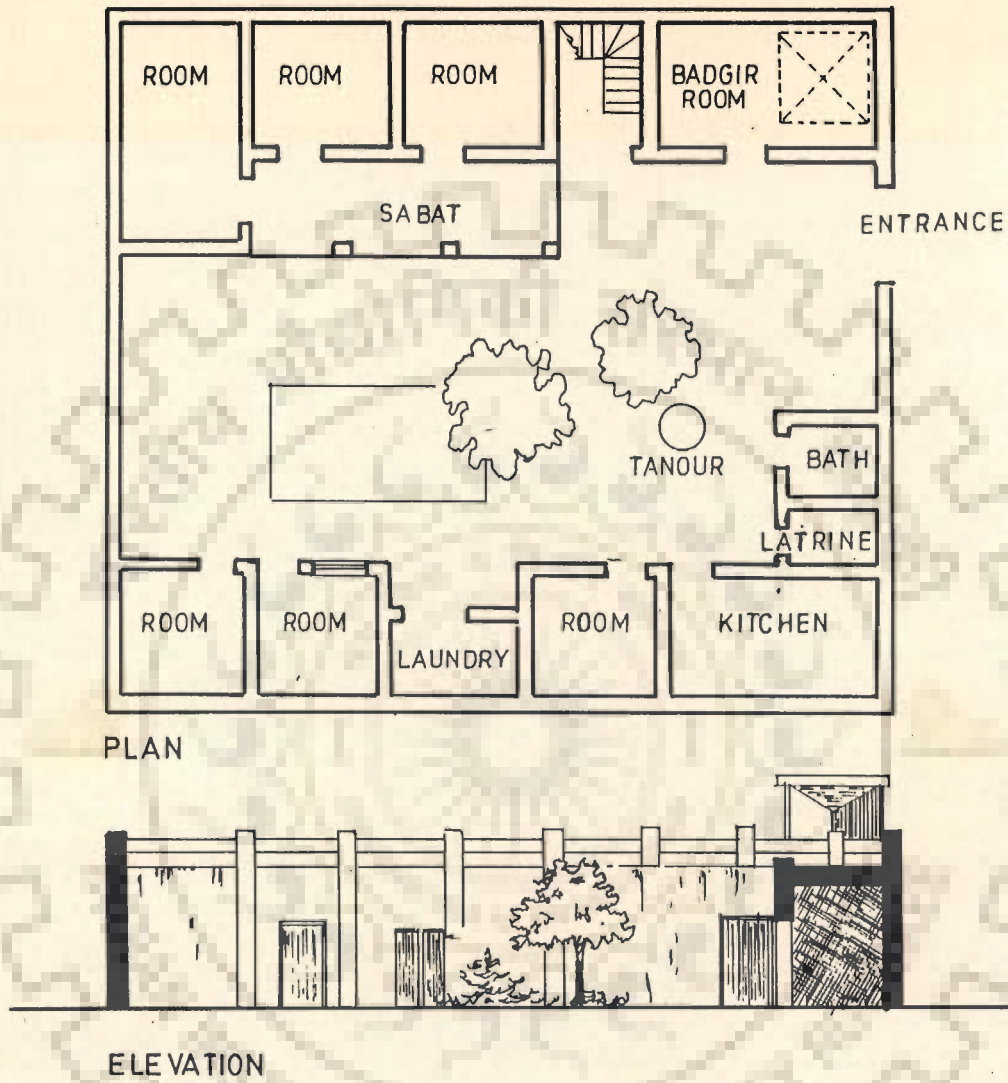 ROOM
ROOM
ROOM
BADGIR
ROOM
SABAT
ENTRANCE
TANOUR
BATH
LATRINE
ROOM
ROOM
LAUNDRY
ROOM
KITCHEN
PLAN
ELEVATION